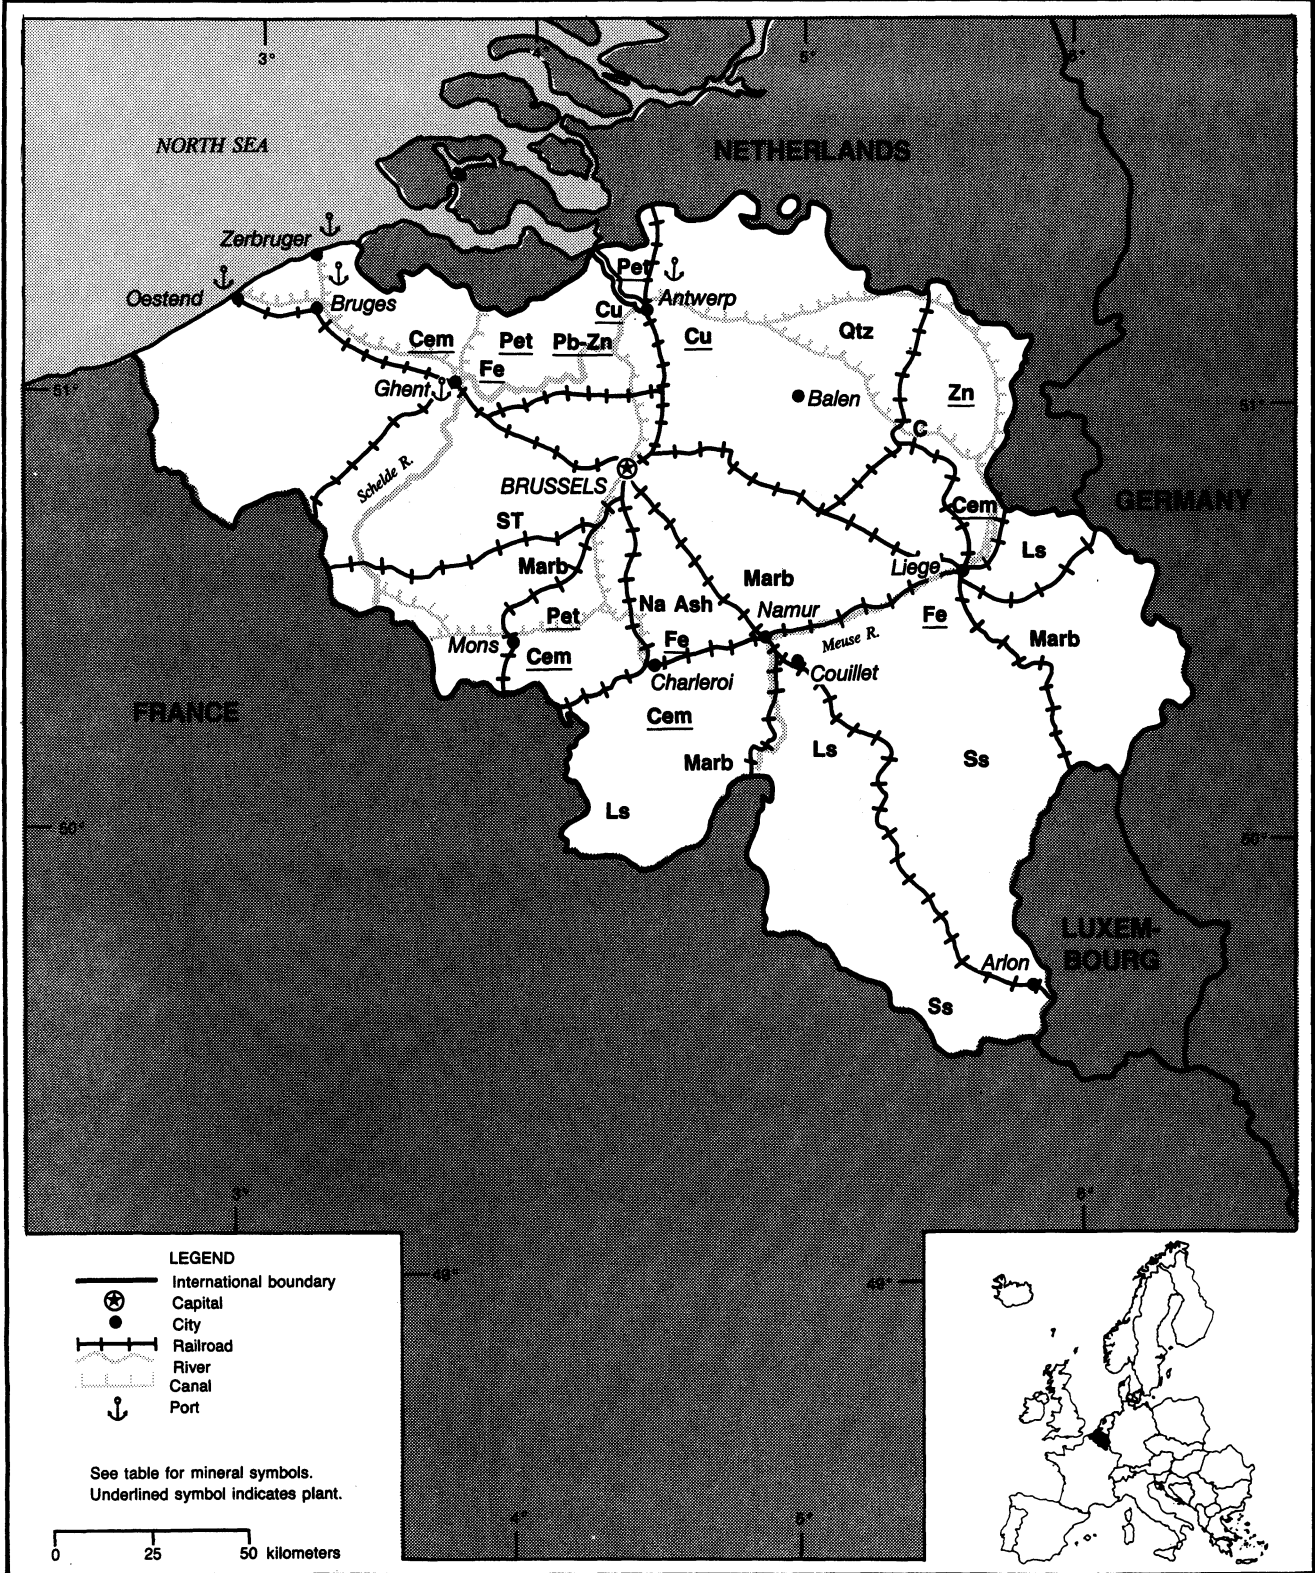 3°
4°
5°
6°
NORTH SEA
NETHERLANDS
Zerbruger
Pet
Oestend
Bruges
Antwerp
Cu
Cem
Pet
Pb-Zn
Cu
Qtz
Fe
Ghent
51°
Balen
Zn
51°
C
Schelde R.
BRUSSELS
GERMANY
Cem
ST
Ls
Marb
Liege
Marb
Na Ash
Namur
Pet
Fe
Fe
Meuse R.
Marb
Mons
Cem
Couillet
Charleroi
FRANCE
Cem
Ls
Ss
Marb
Ls
50°
50°
LUXEM-
BOURG
Arlon
Ss
3°
6°
LEGEND
International boundary
Capital
City
Railroad
River
Canal
Port
49°
49°
See table for mineral symbols.
Underlined symbol indicates plant.
4°
5°
0 25 50 kilometers